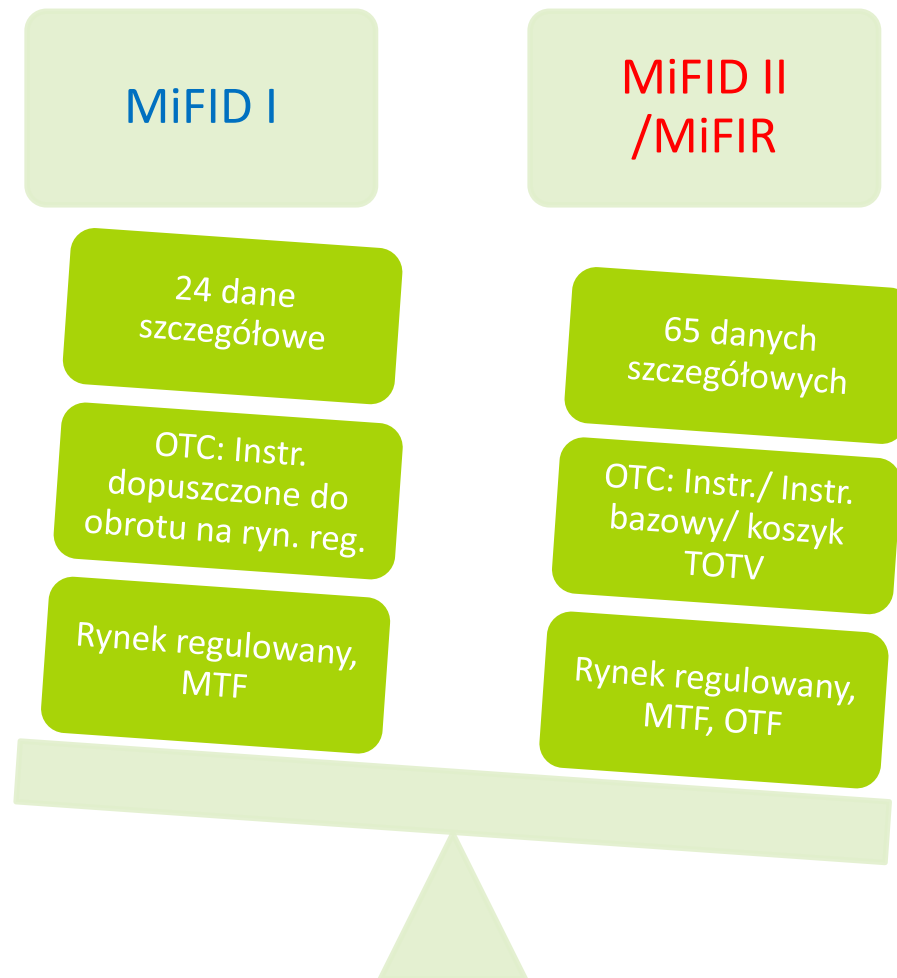 MiFID I
MiFID II
/MiFIR
24 dane
szczegółowe
OTC: Instr.
dopuszczone do
obrotu na ryn. reg.
Rynek regulowany,
MTF
65 danych
szczegółowych
OTC: Instr./ Instr.
bazowy/ koszyk
TOTV
Rynek regulowany,
MTF, OTF